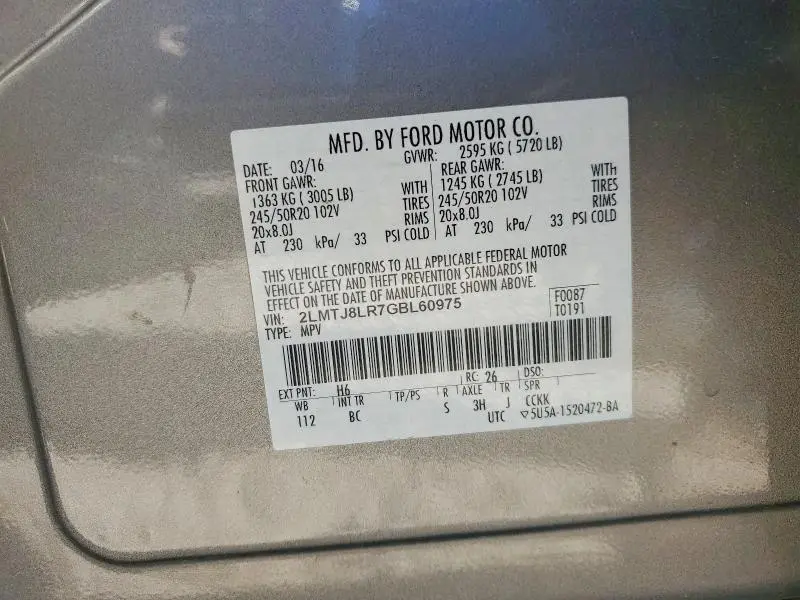 MFD. BY FORD MOTOR CO.
DATE: 03/16 GVWR: 2595 KG ( 5720 LB)
FRONT GAWR: REAR GAWR:
1363 KG ( 3005 LB) WITH 1245 KG ( 2745 LB) WITH
245/50R20 102V TIRES 245/50R20 102V TIRES
20x8.0J RIMS 20x8.0J RIMS
AT 230 kPa/ 33 PSI COLD AT 230 kPa/ 33 PSI COLD
THIS VEHICLE CONFORMS TO ALL APPLICABLE FEDERAL MOTOR
VEHICLE SAFETY AND THEFT PREVENTION STANDARDS IN
EFFECT ON THE DATE OF MANUFACTURE SHOWN ABOVE.
VIN: 2LMTJ8LR7GBL60975 F0087
TYPE: MPV T0191
EXT PNT: H6 RC: 26 DSO:
WB INT TR TP/PS R AXLE TR SPR
112 BC S 3H J CCKK
UTC ▽5U5A-1520472-BA